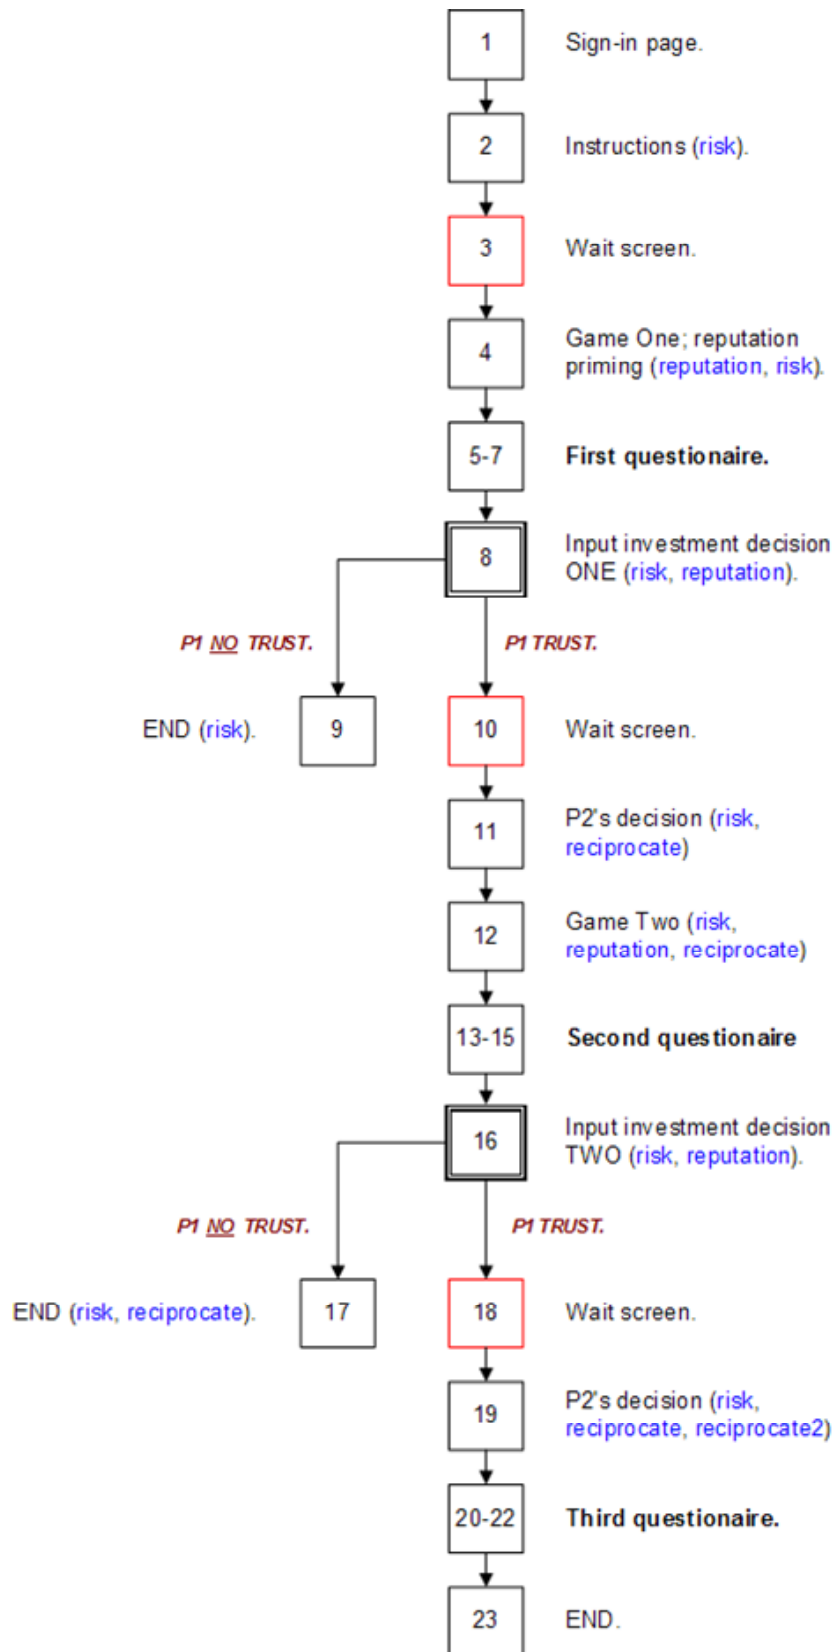 1
Sign-in page.
2
Instructions (risk).
3
Wait screen.
4
Game One; reputation
priming (reputation, risk).
5-7
First questionaire.
8
Input investment decision
ONE (risk, reputation).
P1 NO TRUST.
P1 TRUST.
END (risk).
9
10
Wait screen.
11
P2's decision (risk,
reciprocate)
12
Game Two (risk,
reputation, reciprocate)
13-15
Second questionaire
16
Input investment decision
TWO (risk, reputation).
P1 NO TRUST.
P1 TRUST.
END (risk, reciprocate).
17
18
Wait screen.
19
P2's decision (risk,
reciprocate, reciprocate2)
20-22
Third questionaire.
23
END.